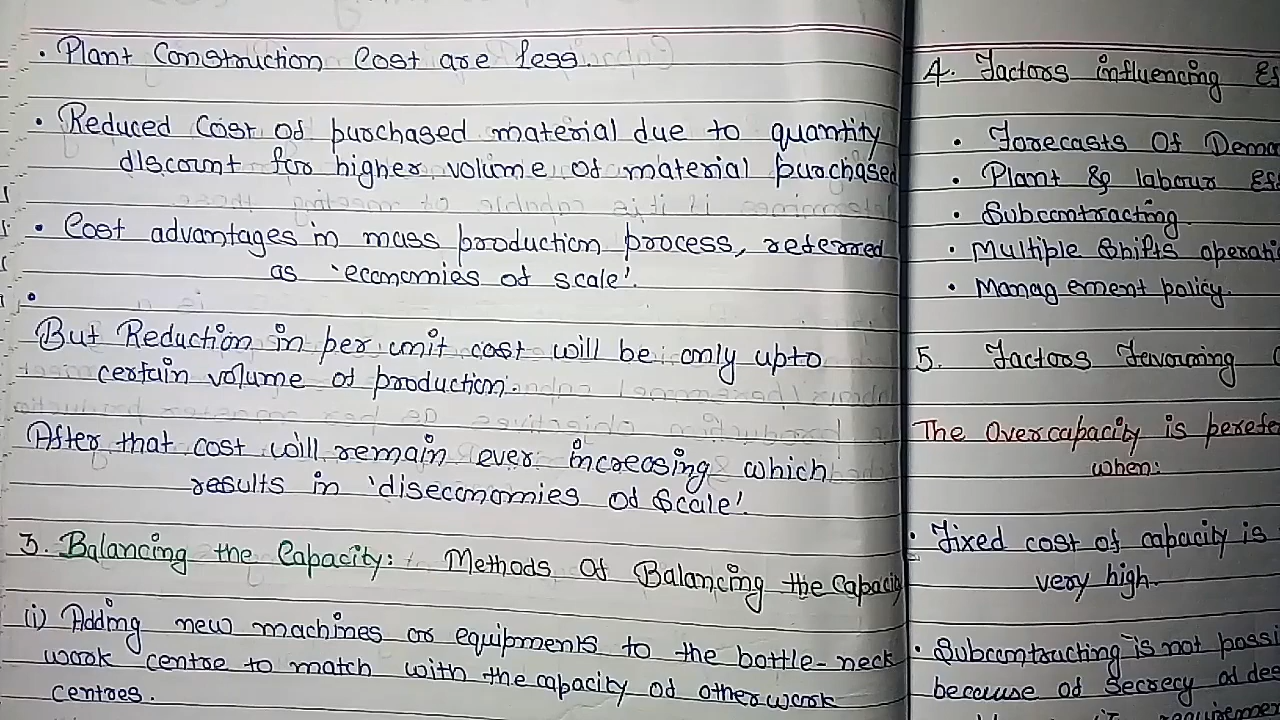 • Plant Construction Cost are less.
• Reduced Cost of purchased material due to quantity
discount for higher volume of material purchased
• Cost advantages in mass production process, referred
as 'economies of scale'.
•
But Reduction in per unit cost will be only upto
certain volume of production.
After that cost will remain ever increasing which
results in 'diseconomies of scale'.
3. Balancing the Capacity: Methods Of Balancing the Capacity
(i) Adding new machines or equipments to the bottle-neck
work centre to match with the capacity of other work
centres.
4. Factors influencing
• Forecasts Of
• Plant & labour
• Subcontracting
• Multiple Shifts
• Management policy.
5. Factors Favouring
The Overcapacity is
when:
• Fixed cost of capacity is
very high.
• Subcontracting is not
because of secrecy of